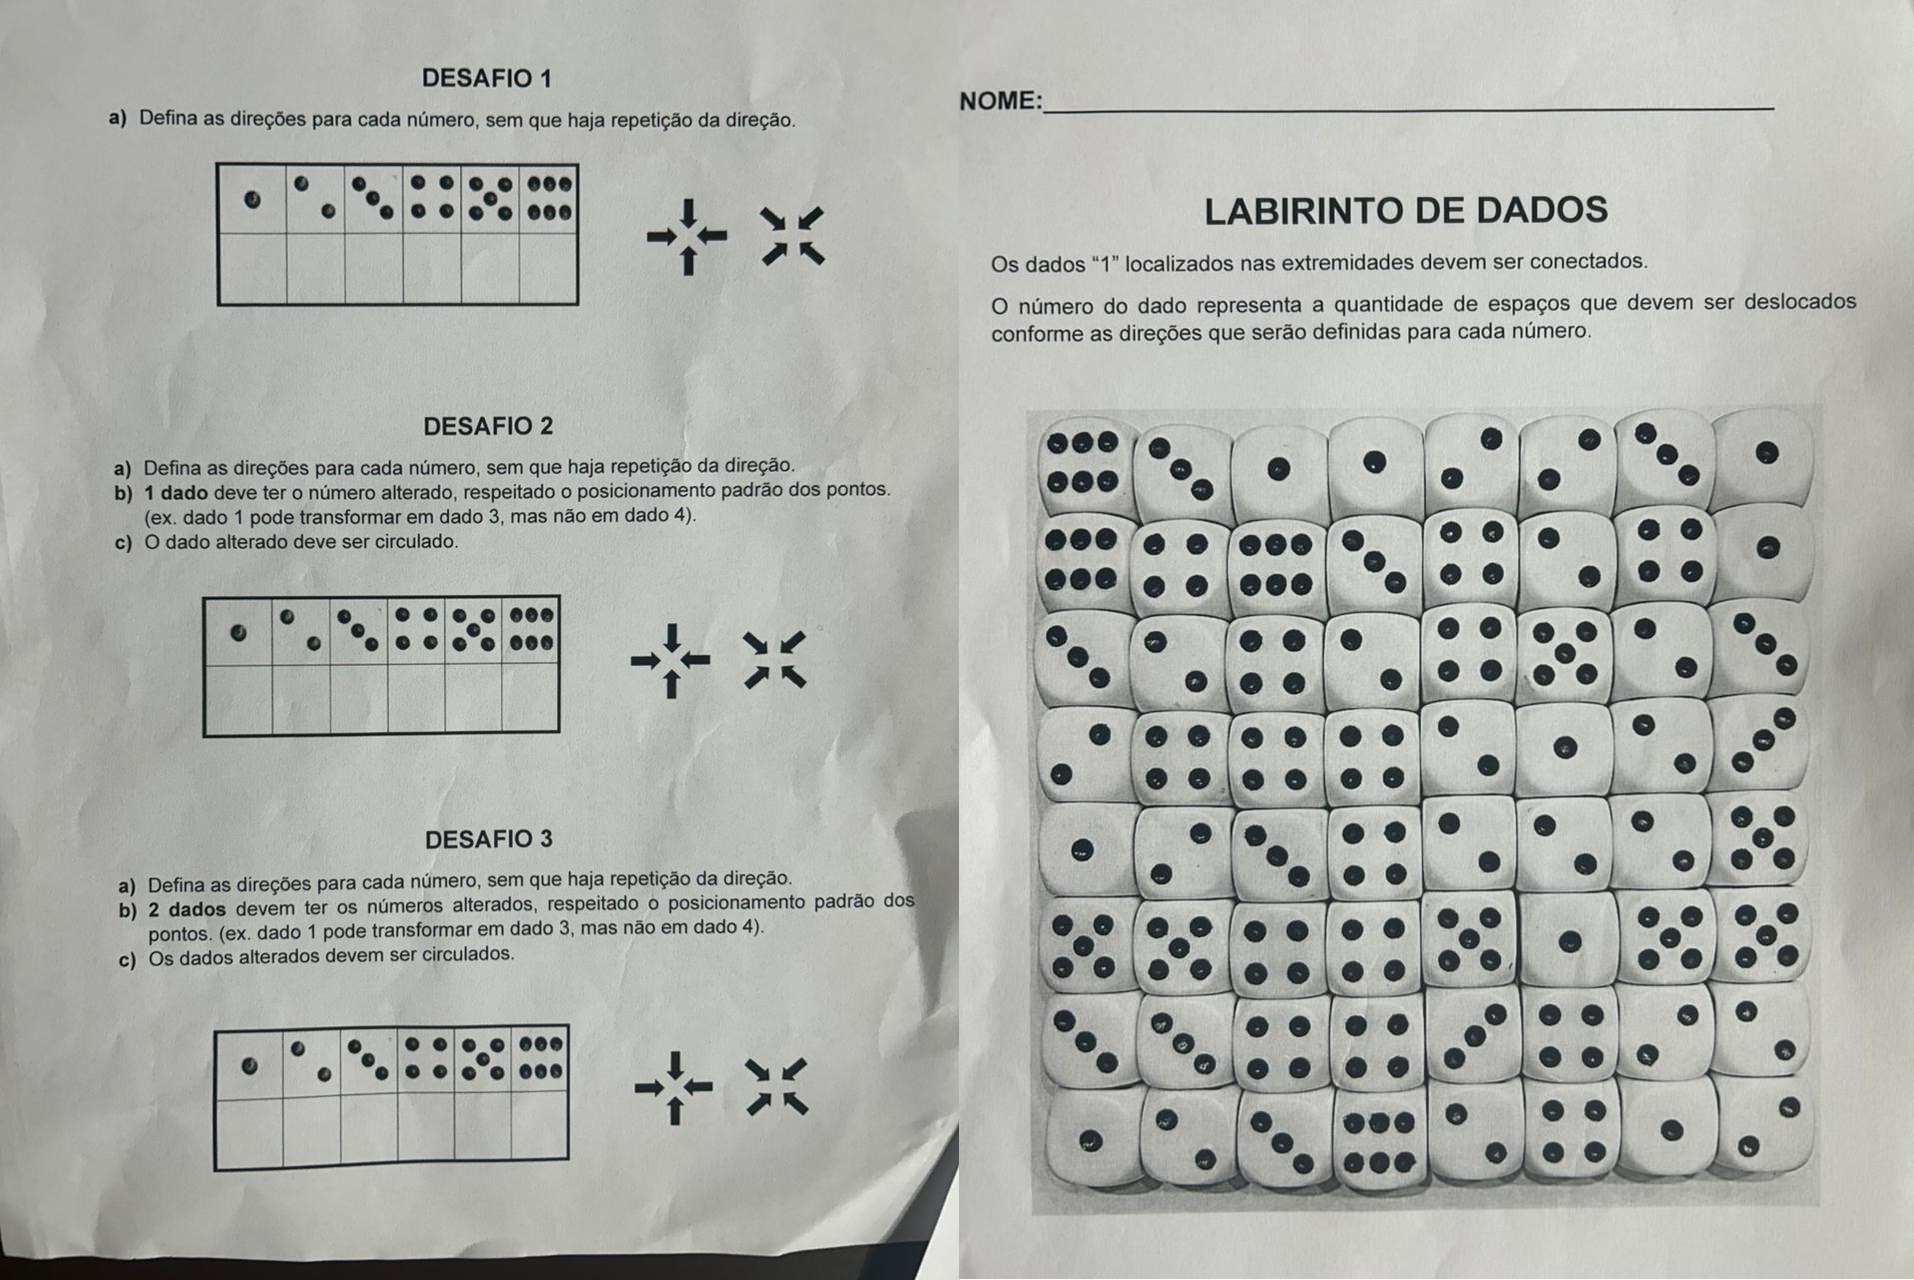 DESAFIO 1
a) Defina as direções para cada número, sem que haja repetição da direção.
DESAFIO 2
a) Defina as direções para cada número, sem que haja repetição da direção.
b) 1 dado deve ter o número alterado, respeitado o posicionamento padrão dos pontos.
(ex. dado 1 pode transformar em dado 3, mas não em dado 4).
c) O dado alterado deve ser circulado.
DESAFIO 3
a) Defina as direções para cada número, sem que haja repetição da direção.
b) 2 dados devem ter os números alterados, respeitado o posicionamento padrão dos
pontos. (ex. dado 1 pode transformar em dado 3, mas não em dado 4).
c) Os dados alterados devem ser circulados.
NOME:
LABIRINTO DE DADOS
Os dados “1” localizados nas extremidades devem ser conectados.
O número do dado representa a quantidade de espaços que devem ser deslocados
conforme as direções que serão definidas para cada número.